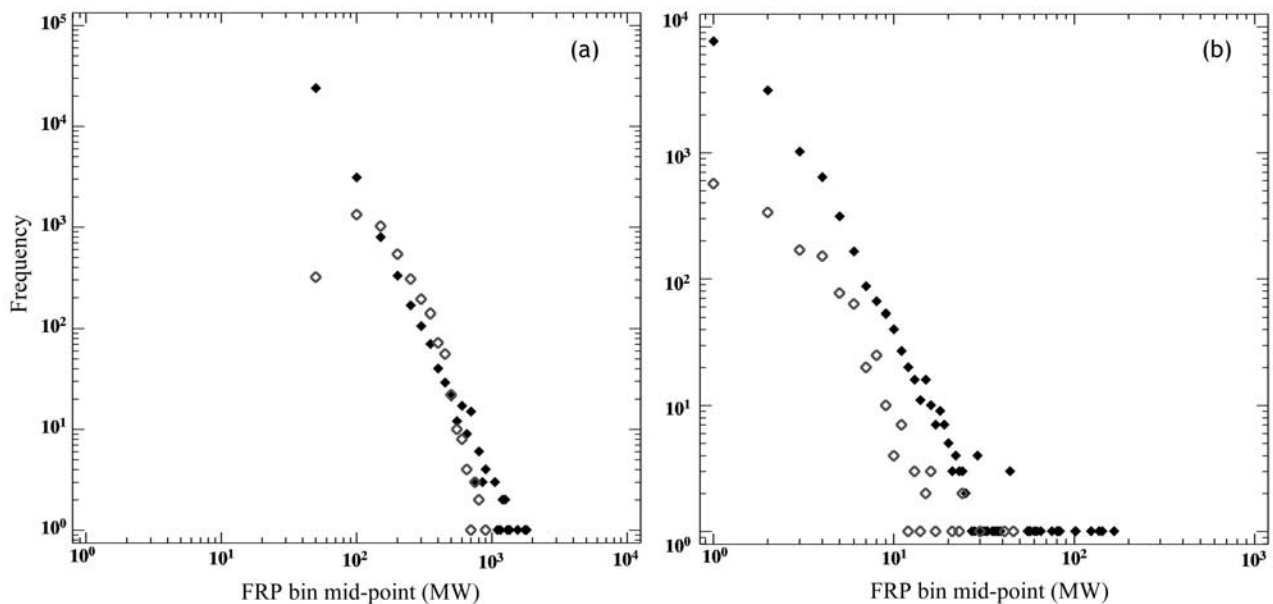 (a)
10^5
10^4
10^3
10^2
10^1
10^0
Frequency
10^0 10^1 10^2 10^3 10^4
FRP bin mid-point (MW)
(b)
10^4
10^3
10^2
10^1
10^0
10^0 10^1 10^2 10^3
FRP bin mid-point (MW)